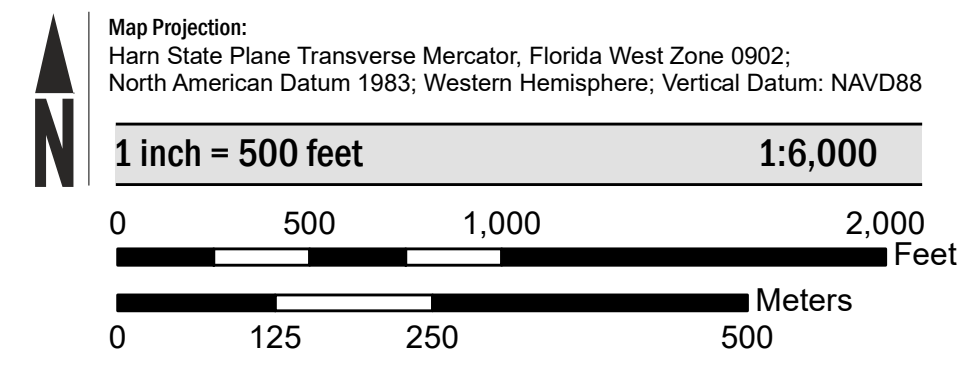 N
Map Projection:
Harn State Plane Transverse Mercator, Florida West Zone 0902;
North American Datum 1983; Western Hemisphere; Vertical Datum: NAVD88
1 inch = 500 feet 1:6,000
0 500 1,000 2,000
Feet
Meters
0 125 250 500